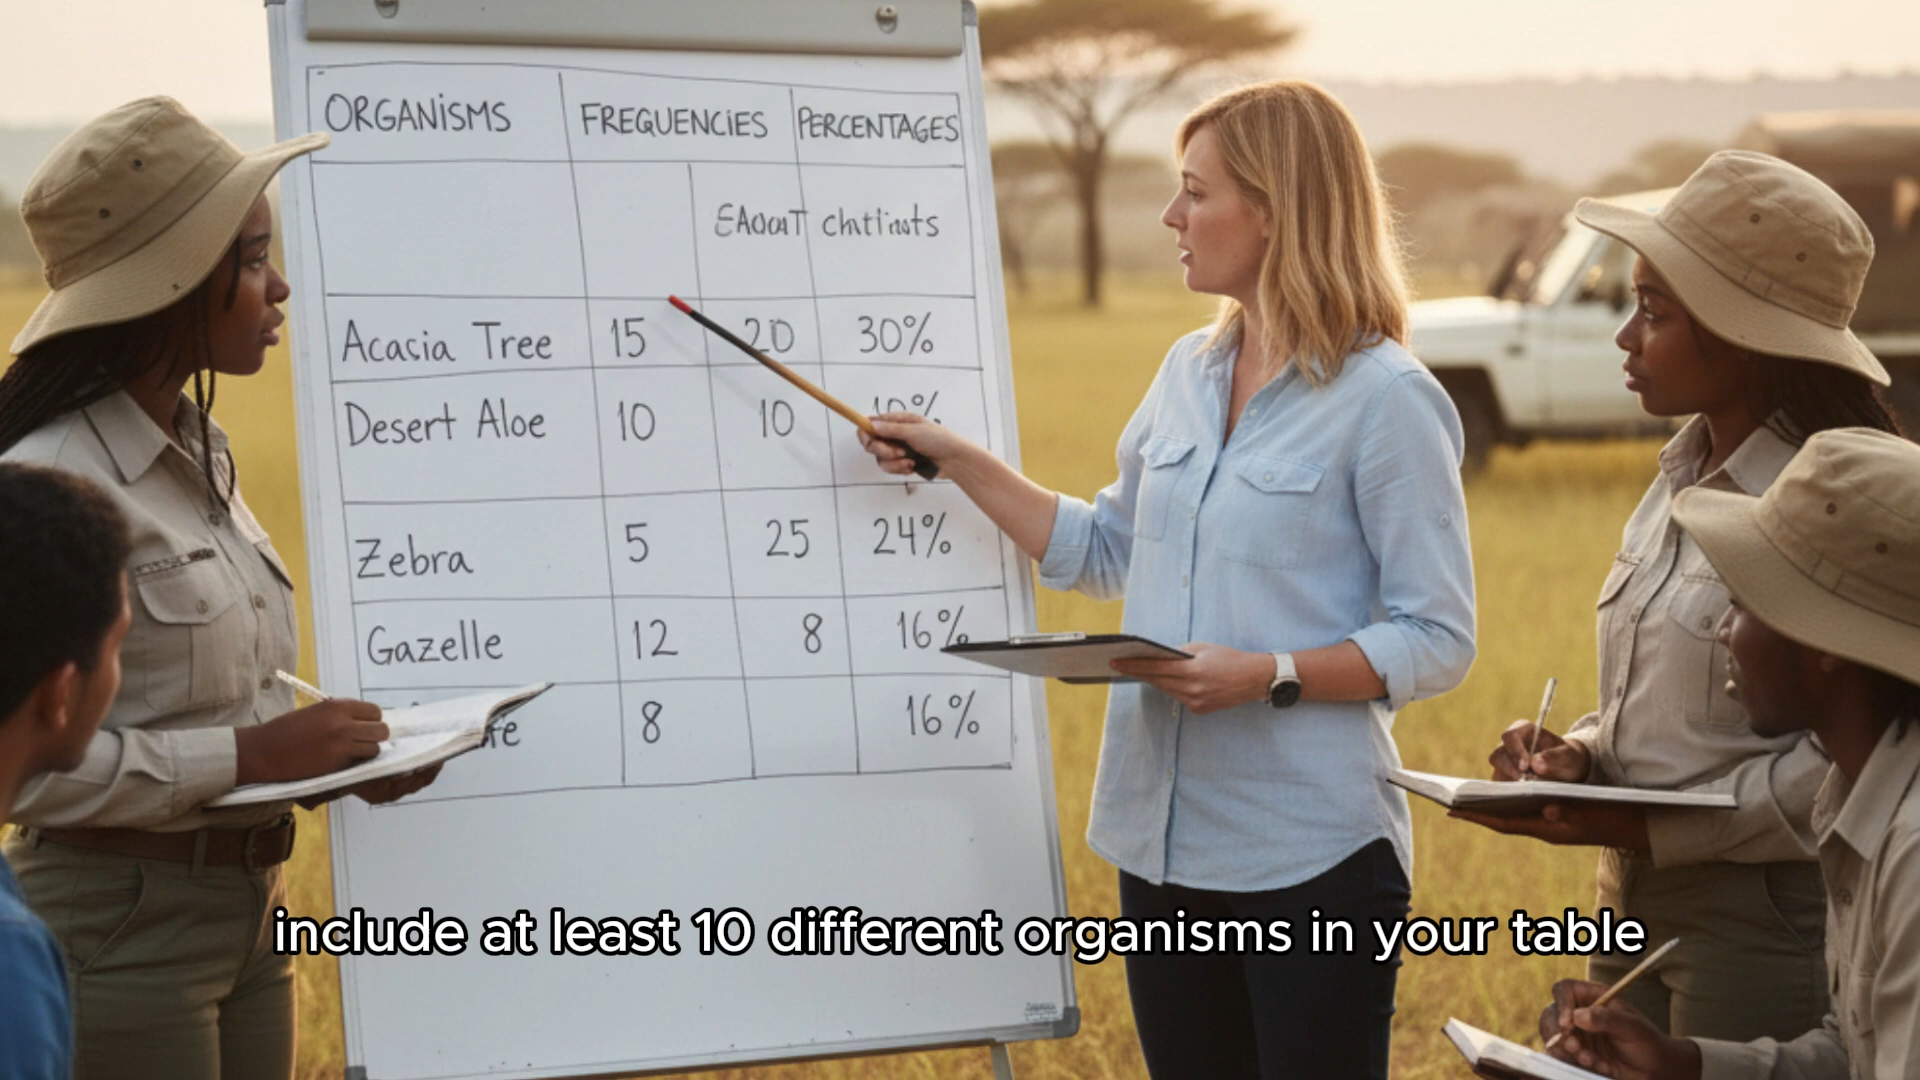 ORGANISMS FREQUENCIES PERCENTAGES
Acacia Tree 15 20 30%
Desert Aloe 10 10 10%
Zebra 5 25 24%
Gazelle 12 8 16%
8 16%
include at least 10 different organisms in your table